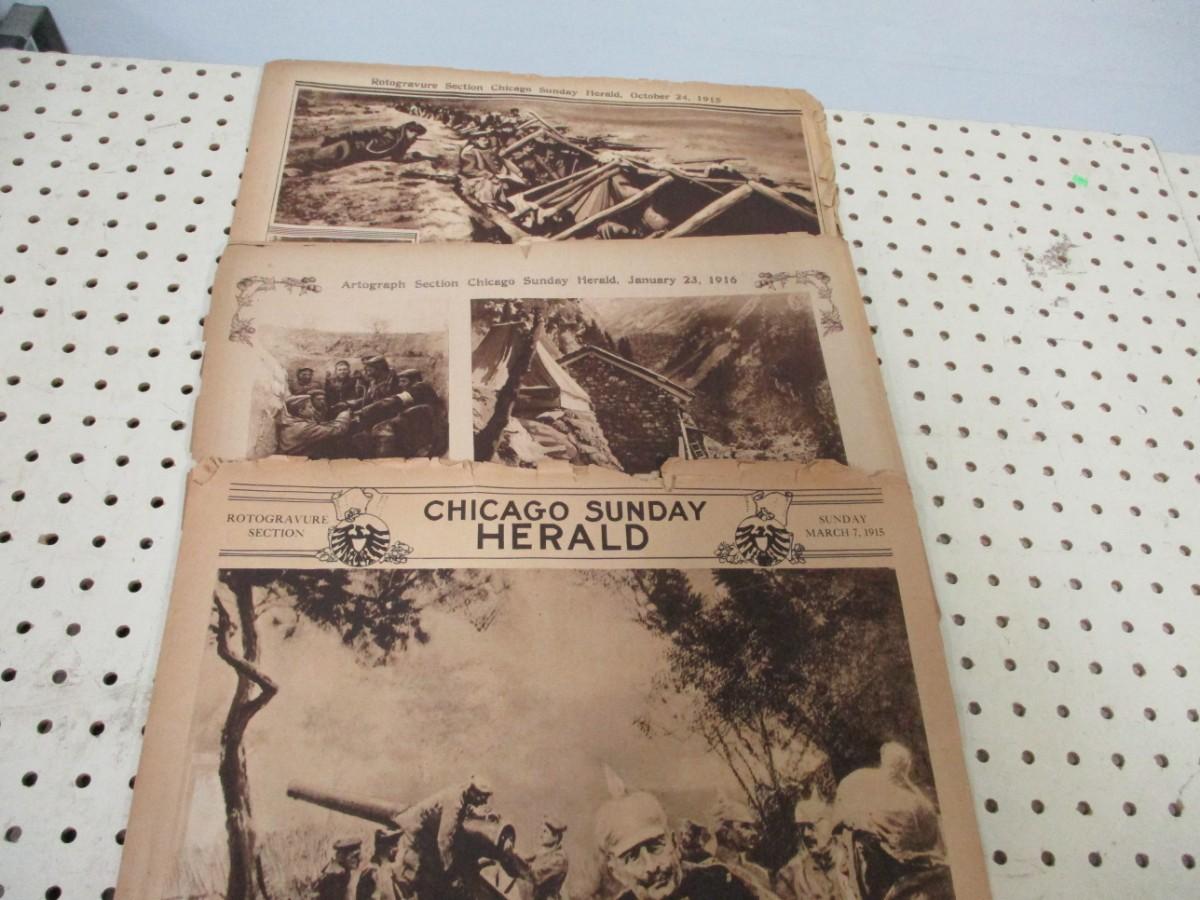 Rotogravure Section Chicago Sunday Herald, October 24, 1915
Artograph Section Chicago Sunday Herald, January 23, 1916
ROTOGRAVURE
SECTION
CHICAGO SUNDAY
HERALD
SUNDAY
MARCH 7, 1915